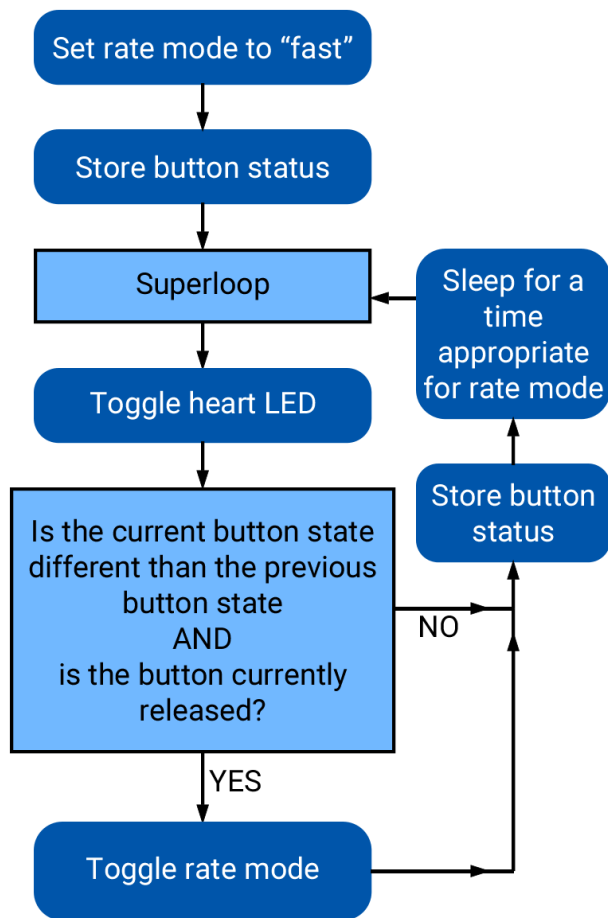 Set rate mode to “fast”
Store button status
Superloop
Toggle heart LED
Is the current button state
different than the previous
button state
AND
is the button currently
released?
NO
YES
Toggle rate mode
Store button
status
Sleep for a
time
appropriate
for rate mode